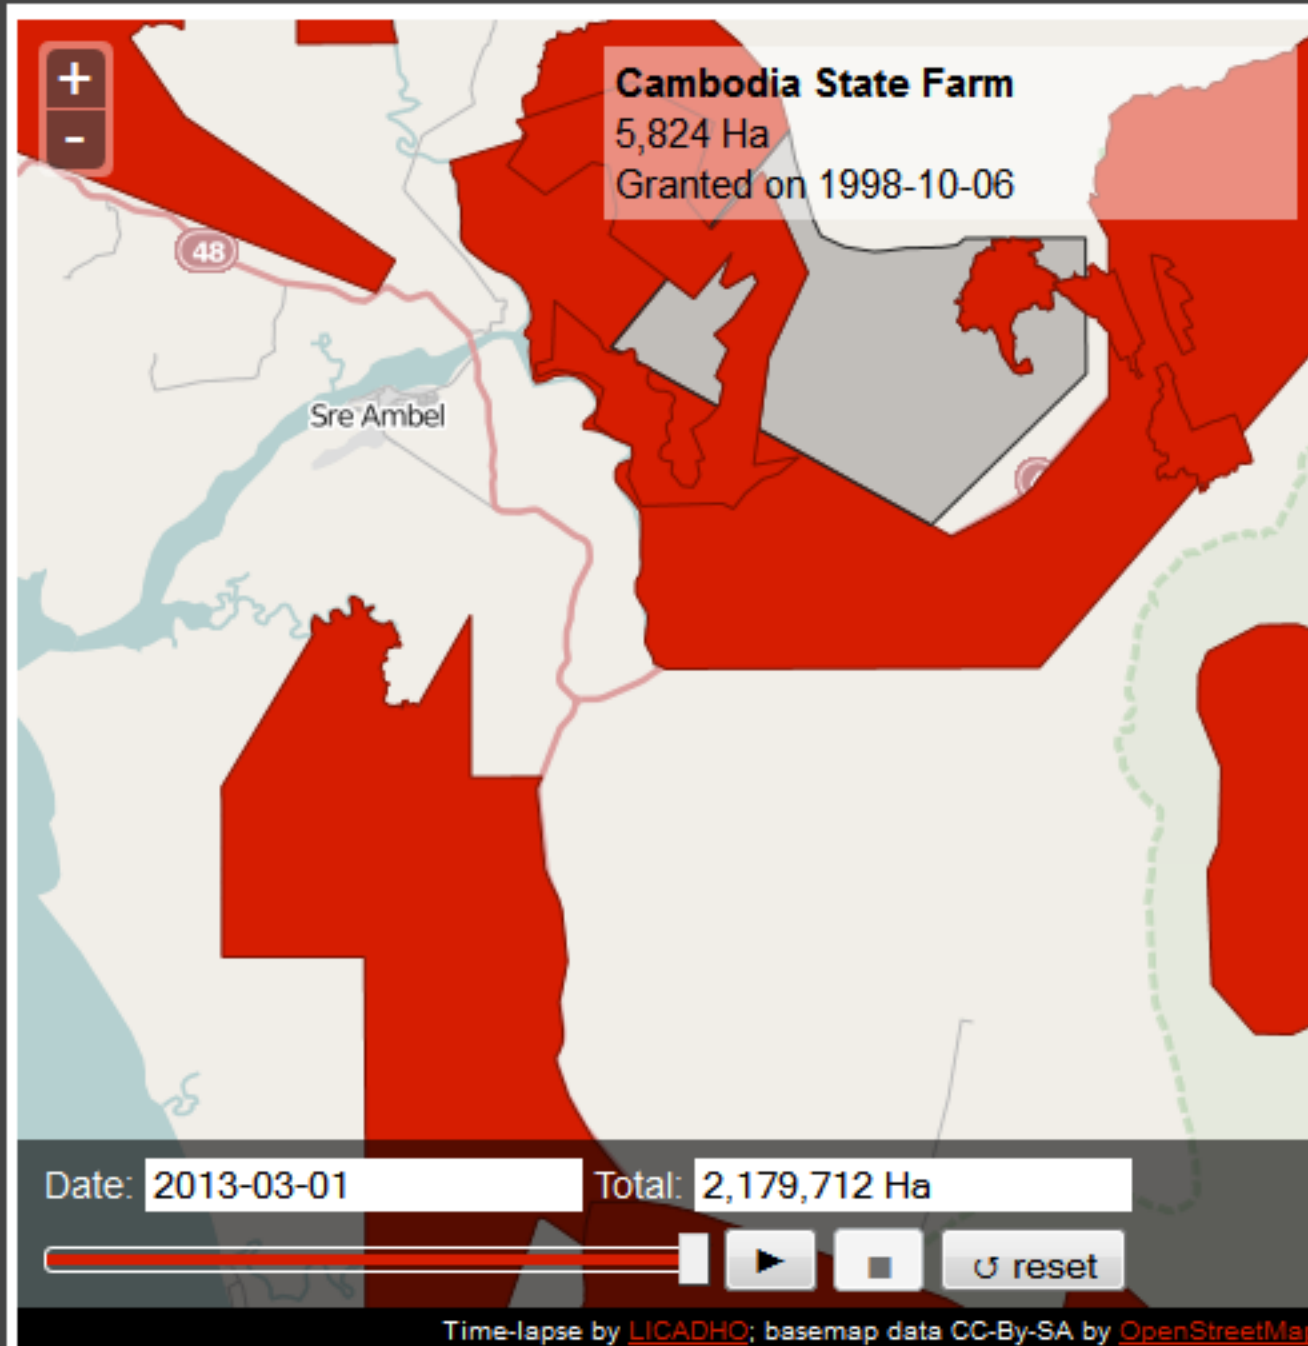 +
-
Cambodia State Farm
5,824 Ha
Granted on 1998-10-06
48
Sre Ambel
Date: 2013-03-01 Total: 2,179,712 Ha
↺ reset
Time-lapse by LICADHO; basemap data CC-By-SA by OpenStreetMap